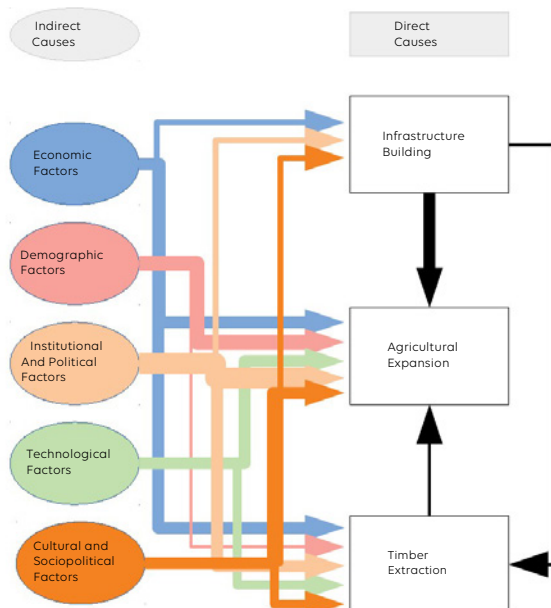 Indirect
Causes
Direct
Causes
Economic
Factors
Infrastructure
Building
Demographic
Factors
Institutional
And Political
Factors
Agricultural
Expansion
Technological
Factors
Cultural and
Sociopolitical
Factors
Timber
Extraction